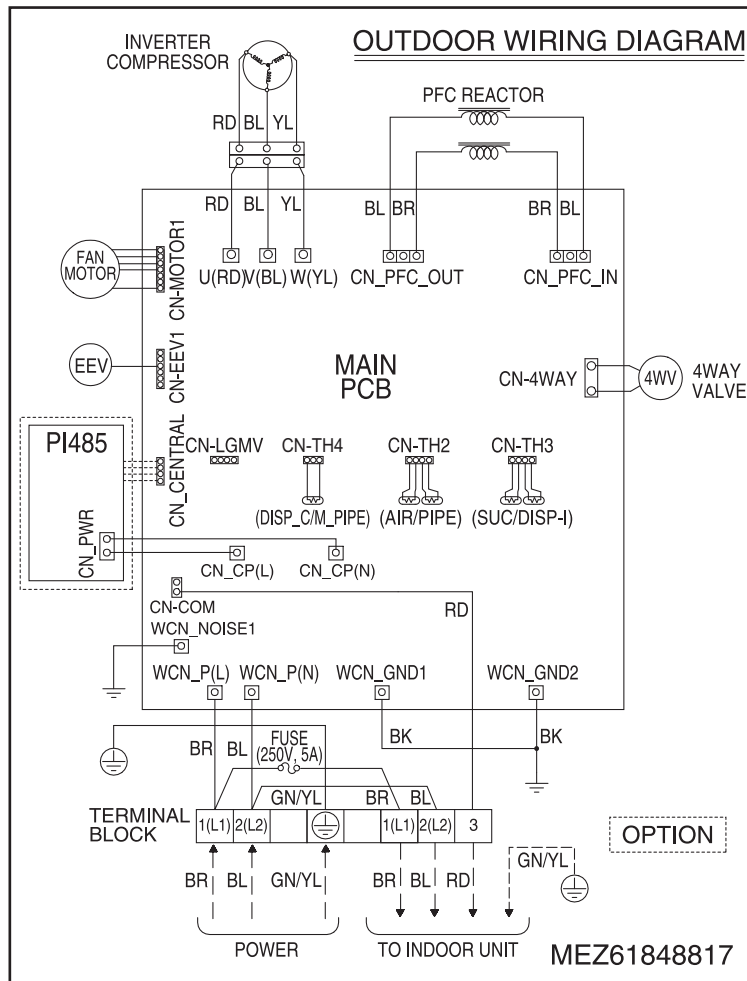 OUTDOOR WIRING DIAGRAM
INVERTER
COMPRESSOR
PFC REACTOR
RD BL YL
RD BL YL
BL BR
BR BL
FAN
MOTOR
CN-MOTOR1
U(RD) V(BL) W(YL)
CN_PFC_OUT
CN_PFC_IN
EEV
CN-EEV1
MAIN
PCB
CN-4WAY
4WV
4WAY
VALVE
PI485
CN_CENTRAL
CN-LGMV
CN-TH4
CN-TH2
CN-TH3
(DISP_C/M_PIPE)
(AIR/PIPE)
(SUC/DISP-I)
CN_PWR
CN_CP(L)
CN_CP(N)
CN-COM
RD
WCN_NOISE1
WCN_P(L)
WCN_P(N)
WCN_GND1
WCN_GND2
BR
BL
FUSE
(250V, 5A)
BK
BK
GN/YL
BR
BL
TERMINAL
BLOCK
1(L1) 2(L2) 1(L1) 2(L2) 3
OPTION
BR BL GN/YL BR BL RD
GN/YL
POWER
TO INDOOR UNIT
MEZ61848817